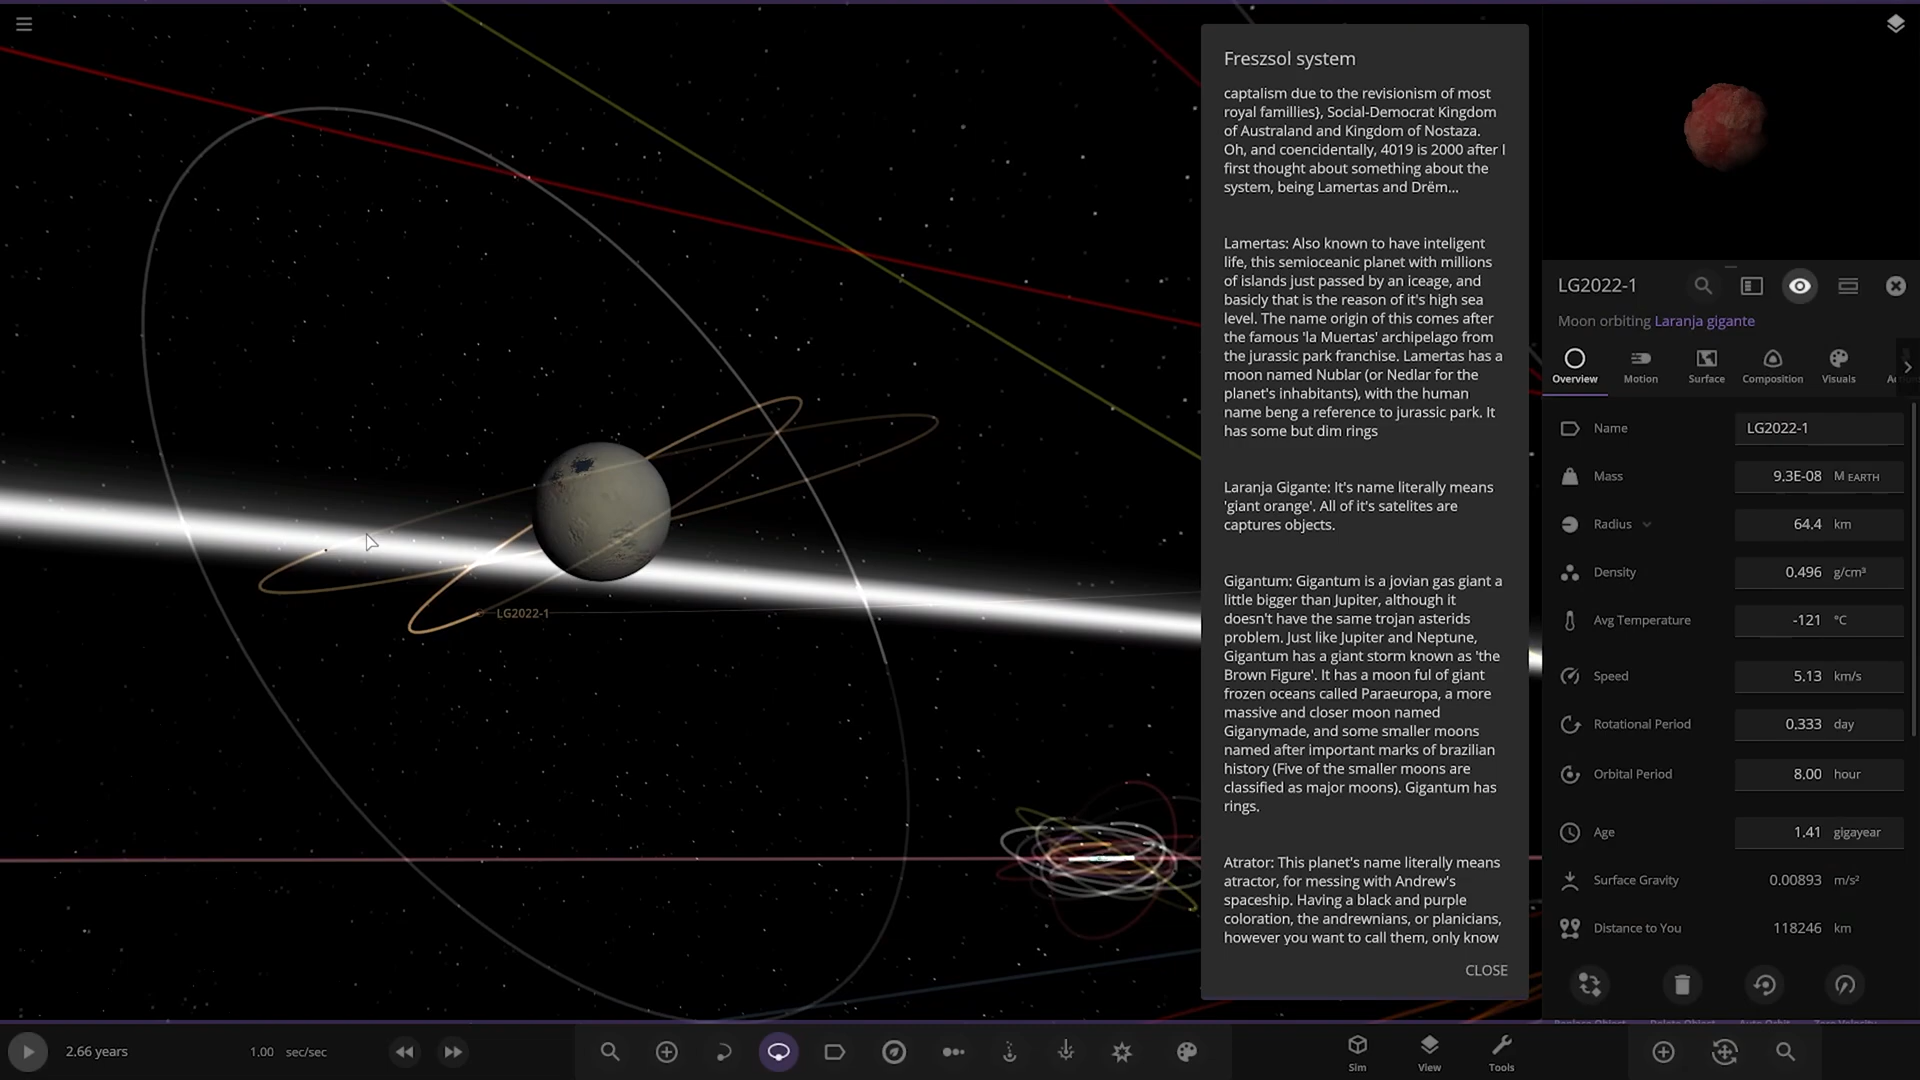 Freszsol system
captalism due to the revisionism of most
royal famillies}, Social-Democrat Kingdom
of Australand and Kingdom of Nostaza.
Oh, and coencidentally, 4019 is 2000 after I
first thought about something about the
system, being Lamertas and Drëm...
Lamertas: Also known to have inteligent
life, this semioceanic planet with millions
of islands just passed by an iceage, and
basicly that is the reason of it's high sea
level. The name origin of this comes after
the famous 'la Muertas' archipelago from
the jurassic park franchise. Lamertas has a
moon named Nublar (or Nedlar for the
planet's inhabitants), with the human
name beng a reference to jurassic park. It
has some but dim rings
Laranja Gigante: It's name literally means
'giant orange'. All of it's satelites are
captures objects.
Gigantum: Gigantum is a jovian gas giant a
little bigger than Jupiter, although it
doesn't have the same trojan asterids
problem. Just like Jupiter and Neptune,
Gigantum has a giant storm known as 'the
Brown Figure'. It has a moon ful of giant
frozen oceans called Paraeuropa, a more
massive and closer moon named
Giganymade, and some smaller moons
named after important marks of brazilian
history (Five of the smaller moons are
classified as major moons). Gigantum has
rings.
Atrator: This planet's name literally means
atractor, for messing with Andrew's
spaceship. Having a black and purple
coloration, the andrewnians, or planicians,
however you want to call them, only know
CLOSE
LG2022-1
LG2022-1
Moon orbiting Laranja gigante
Overview Motion Surface Composition Visuals
Name LG2022-1
Mass 9.3E-08 M EARTH
Radius 64.4 km
Density 0.496 g/cm³
Avg Temperature -121 °C
Speed 5.13 km/s
Rotational Period 0.333 day
Orbital Period 8.00 hour
Age 1.41 gigayear
Surface Gravity 0.00893 m/s²
Distance to You 118246 km
2.66 years 1.00 sec/sec
Sim View Tools